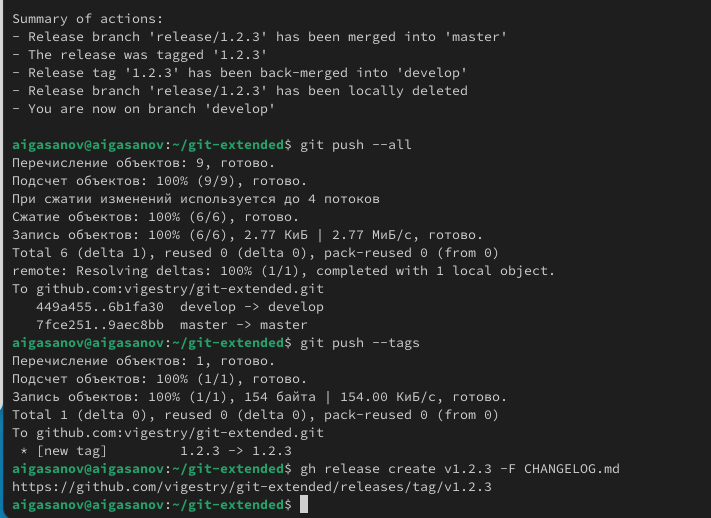 Summary of actions:
- Release branch 'release/1.2.3' has been merged into 'master'
- The release was tagged '1.2.3'
- Release tag '1.2.3' has been back-merged into 'develop'
- Release branch 'release/1.2.3' has been locally deleted
- You are now on branch 'develop'
aigasanov@aigasanov:~/git-extended$ git push --all
Перечисление объектов: 9, готово.
Подсчет объектов: 100% (9/9), готово.
При сжатии изменений используется до 4 потоков
Сжатие объектов: 100% (6/6), готово.
Запись объектов: 100% (6/6), 2.77 КиБ | 2.77 МиБ/с, готово.
Total 6 (delta 1), reused 0 (delta 0), pack-reused 0 (from 0)
remote: Resolving deltas: 100% (1/1), completed with 1 local object.
To github.com:vigestry/git-extended.git
   449a455..6b1fa30  develop -> develop
   7fce251..9aec8bb  master -> master
aigasanov@aigasanov:~/git-extended$ git push --tags
Перечисление объектов: 1, готово.
Подсчет объектов: 100% (1/1), готово.
Запись объектов: 100% (1/1), 154 байта | 154.00 КиБ/с, готово.
Total 1 (delta 0), reused 0 (delta 0), pack-reused 0 (from 0)
To github.com:vigestry/git-extended.git
 * [new tag]         1.2.3 -> 1.2.3
aigasanov@aigasanov:~/git-extended$ gh release create v1.2.3 -F CHANGELOG.md
https://github.com/vigestry/git-extended/releases/tag/v1.2.3
aigasanov@aigasanov:~/git-extended$